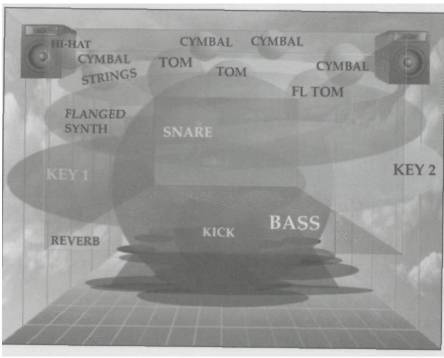 HI-HAT
CYMBAL
CYMBAL
CYMBAL
STRINGS
TOM
TOM
CYMBAL
FL TOM
FLANGED
SYNTH
SNARE
KEY 1
KEY 2
BASS
KICK
REVERB